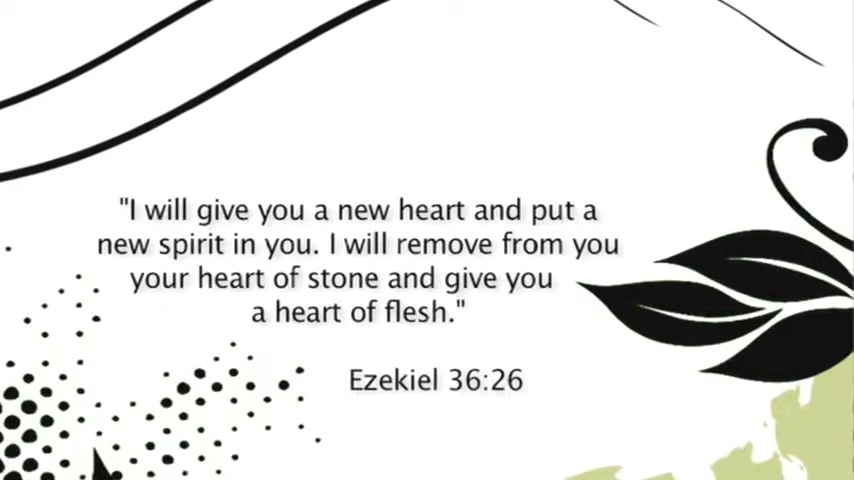 "I will give you a new heart and put a
new spirit in you. I will remove from you
your heart of stone and give you
a heart of flesh."
Ezekiel 36:26